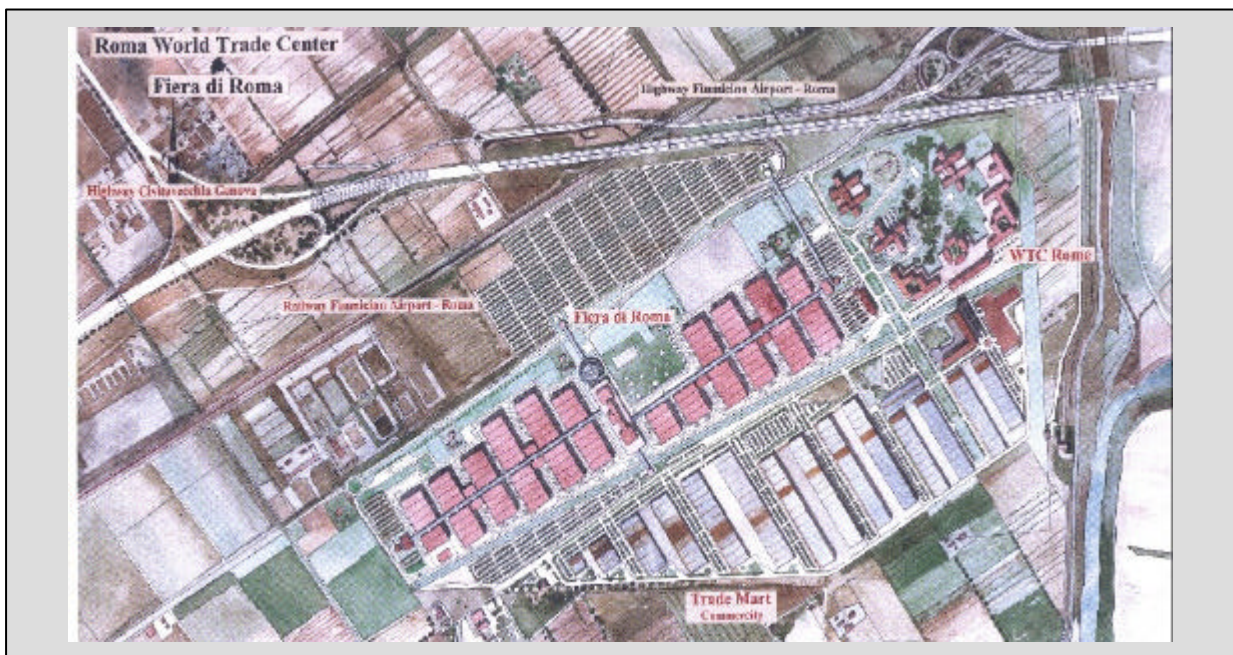 Roma World Trade Center
Fiera di Roma
Highway Fiumicino Airport - Roma
Highway Civitavecchia Genova
WTC Rome
Railway Fiumicino Airport - Roma
Fiera di Roma
Trade Mart
Commercity